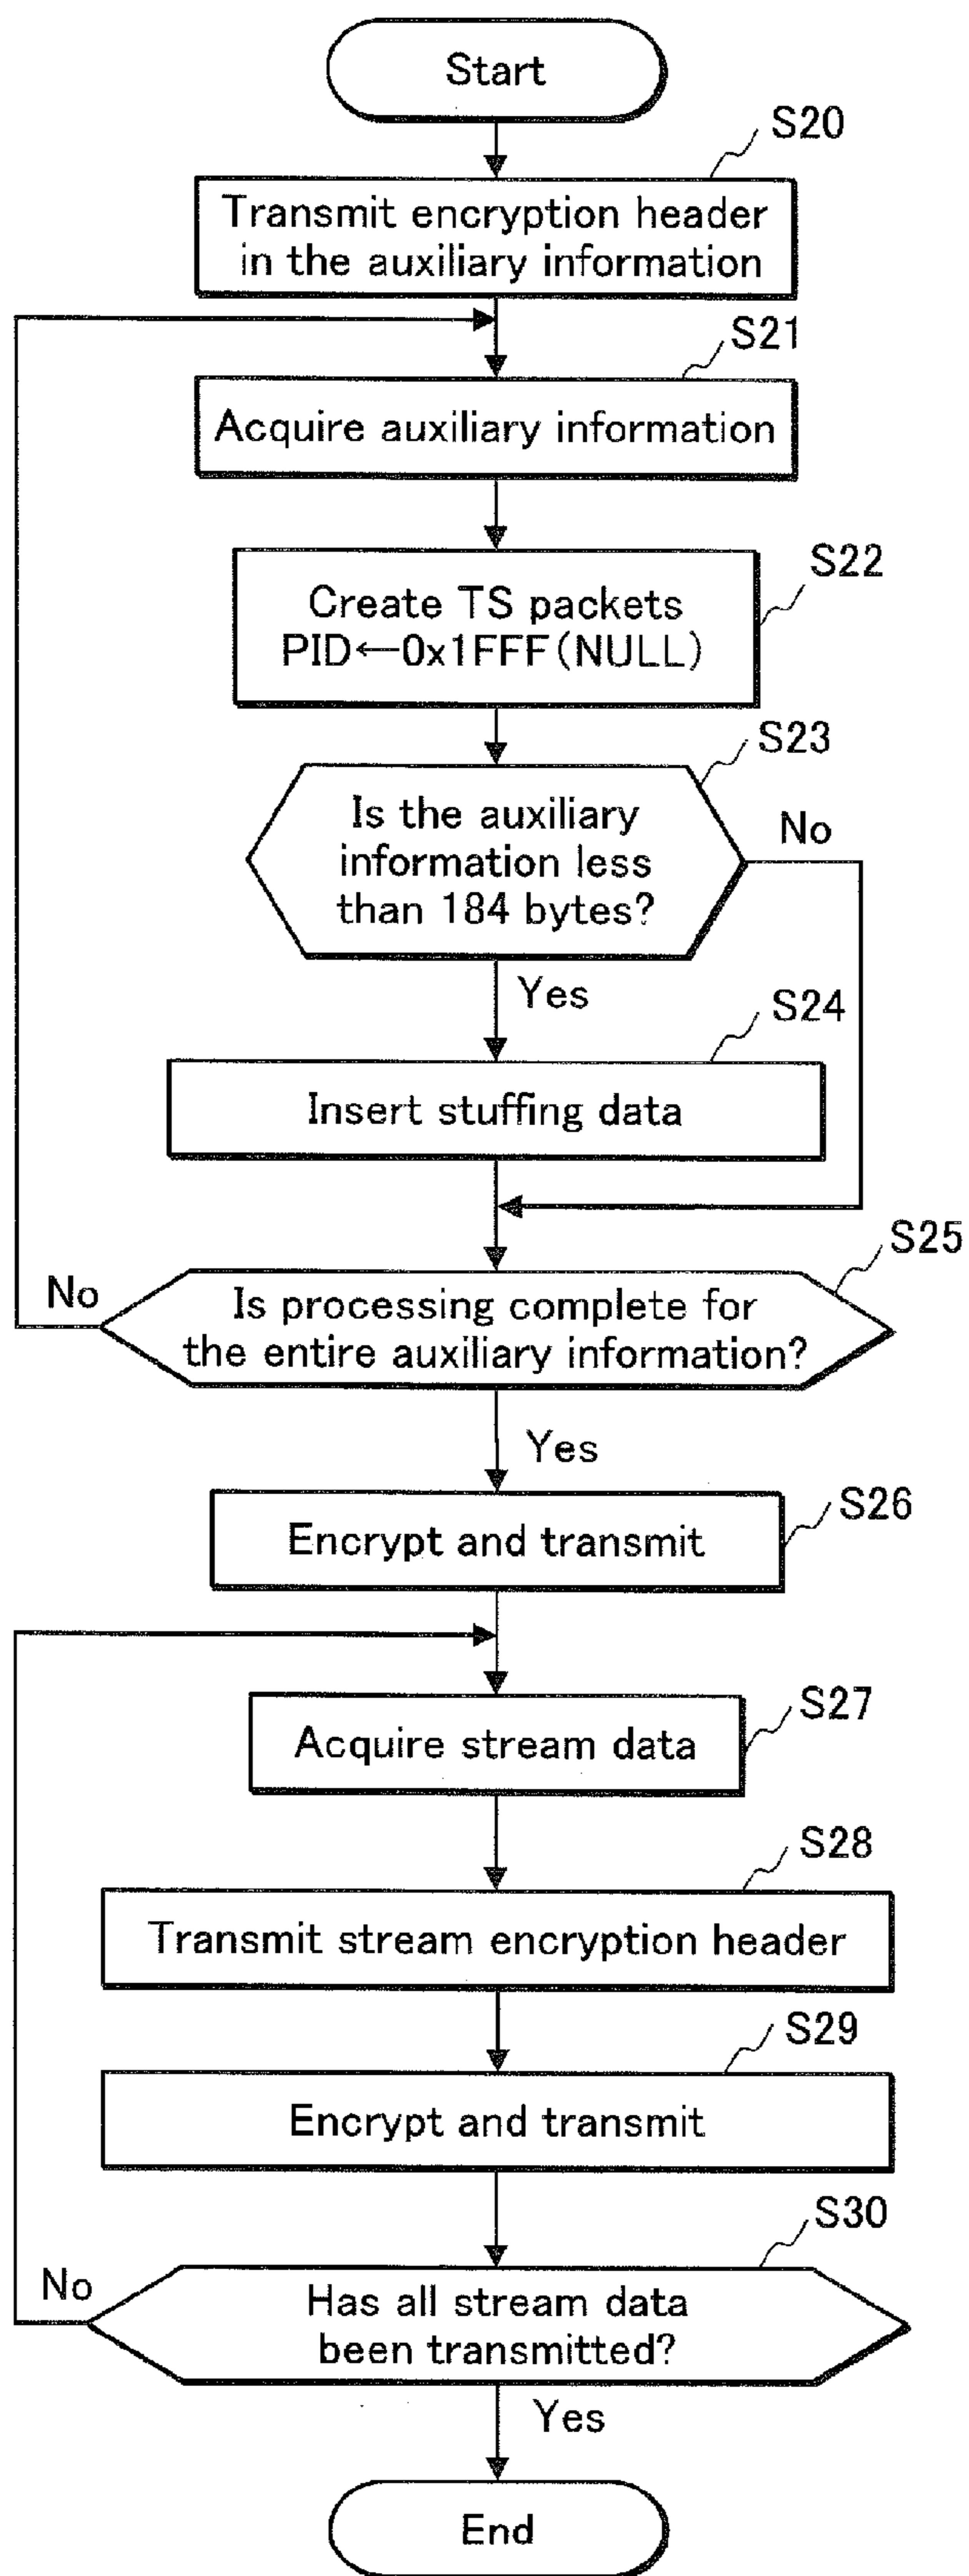 Start
S20
Transmit encryption header
in the auxiliary information
S21
Acquire auxiliary information
S22
Create TS packets
PID←0x1FFF(NULL)
S23
Is the auxiliary
information less
than 184 bytes?
No
Yes
S24
Insert stuffing data
S25
No
Is processing complete for
the entire auxiliary information?
Yes
S26
Encrypt and transmit
S27
Acquire stream data
S28
Transmit stream encryption header
S29
Encrypt and transmit
S30
No
Has all stream data
been transmitted?
Yes
End